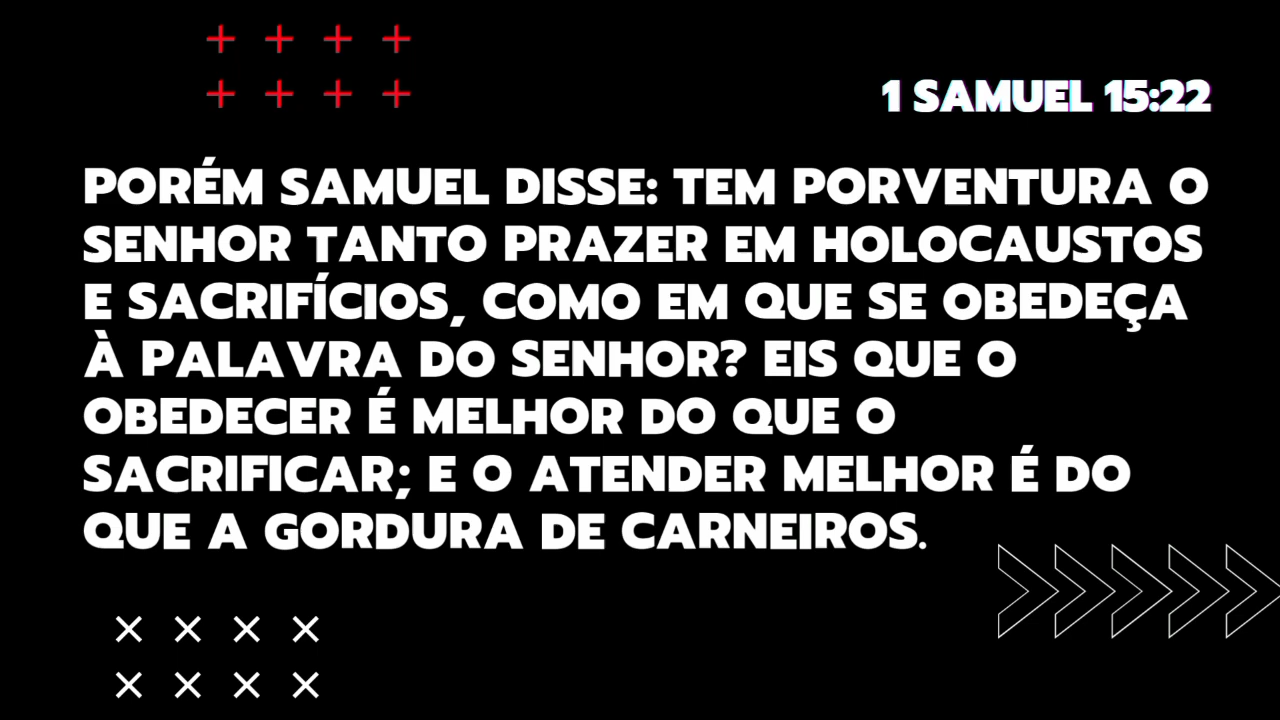 1 SAMUEL 15:22
PORÉM SAMUEL DISSE: TEM PORVENTURA O
SENHOR TANTO PRAZER EM HOLOCAUSTOS
E SACRIFÍCIOS, COMO EM QUE SE OBEDEÇA
À PALAVRA DO SENHOR? EIS QUE O
OBEDECER É MELHOR DO QUE O
SACRIFICAR; E O ATENDER MELHOR É DO
QUE A GORDURA DE CARNEIROS.